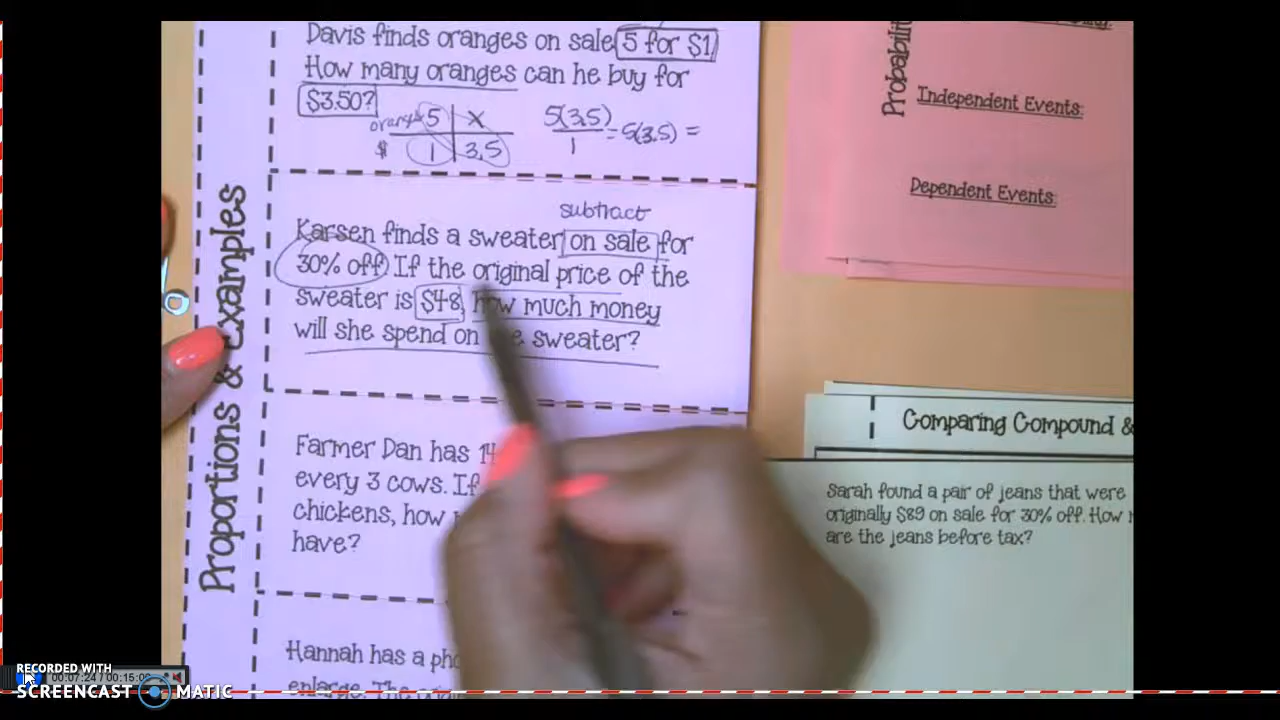 Davis finds oranges on sale 5 for $1
How many oranges can he buy for
$3.50?
5 X
$ 1 3.5
5(3.5)
1
= 5(3.5) =
subtract
Karsen finds a sweater on sale for
30% off. If the original price of the
sweater is $48, how much money
will she spend on sweater?
Farmer Dan has 14
every 3 cows. If
chickens, how
have?
Hannah has a
enlarge. The
Proportions & Examples
Independent Events:
Dependent Events:
Comparing Compound &
Sarah found a pair of jeans that were
originally $89 on sale for 30% off. How
are the jeans before tax?
RECORDED WITH
SCREENCAST MATIC